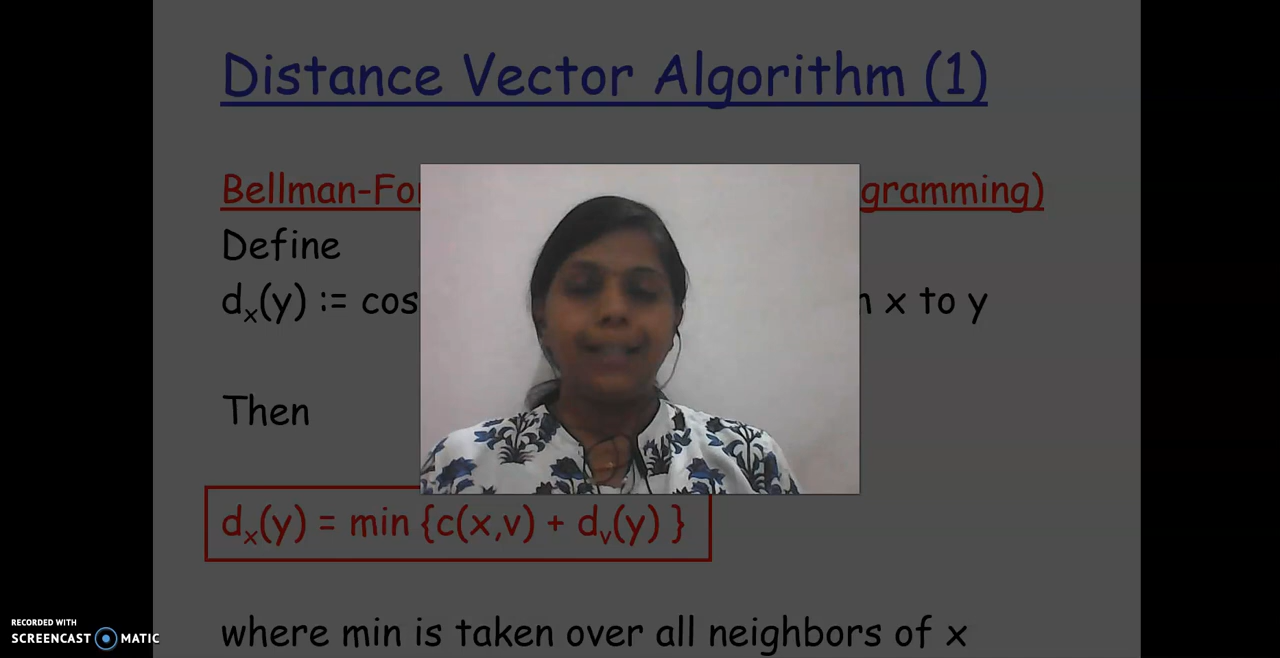 Distance Vector Algorithm (1)
Bellman-For gramming)
Define
dx(y) := cos x to y
Then
dx(y) = min {c(x,v) + dv(y) }
where min is taken over all neighbors of x
RECORDED WITH
SCREENCAST MATIC